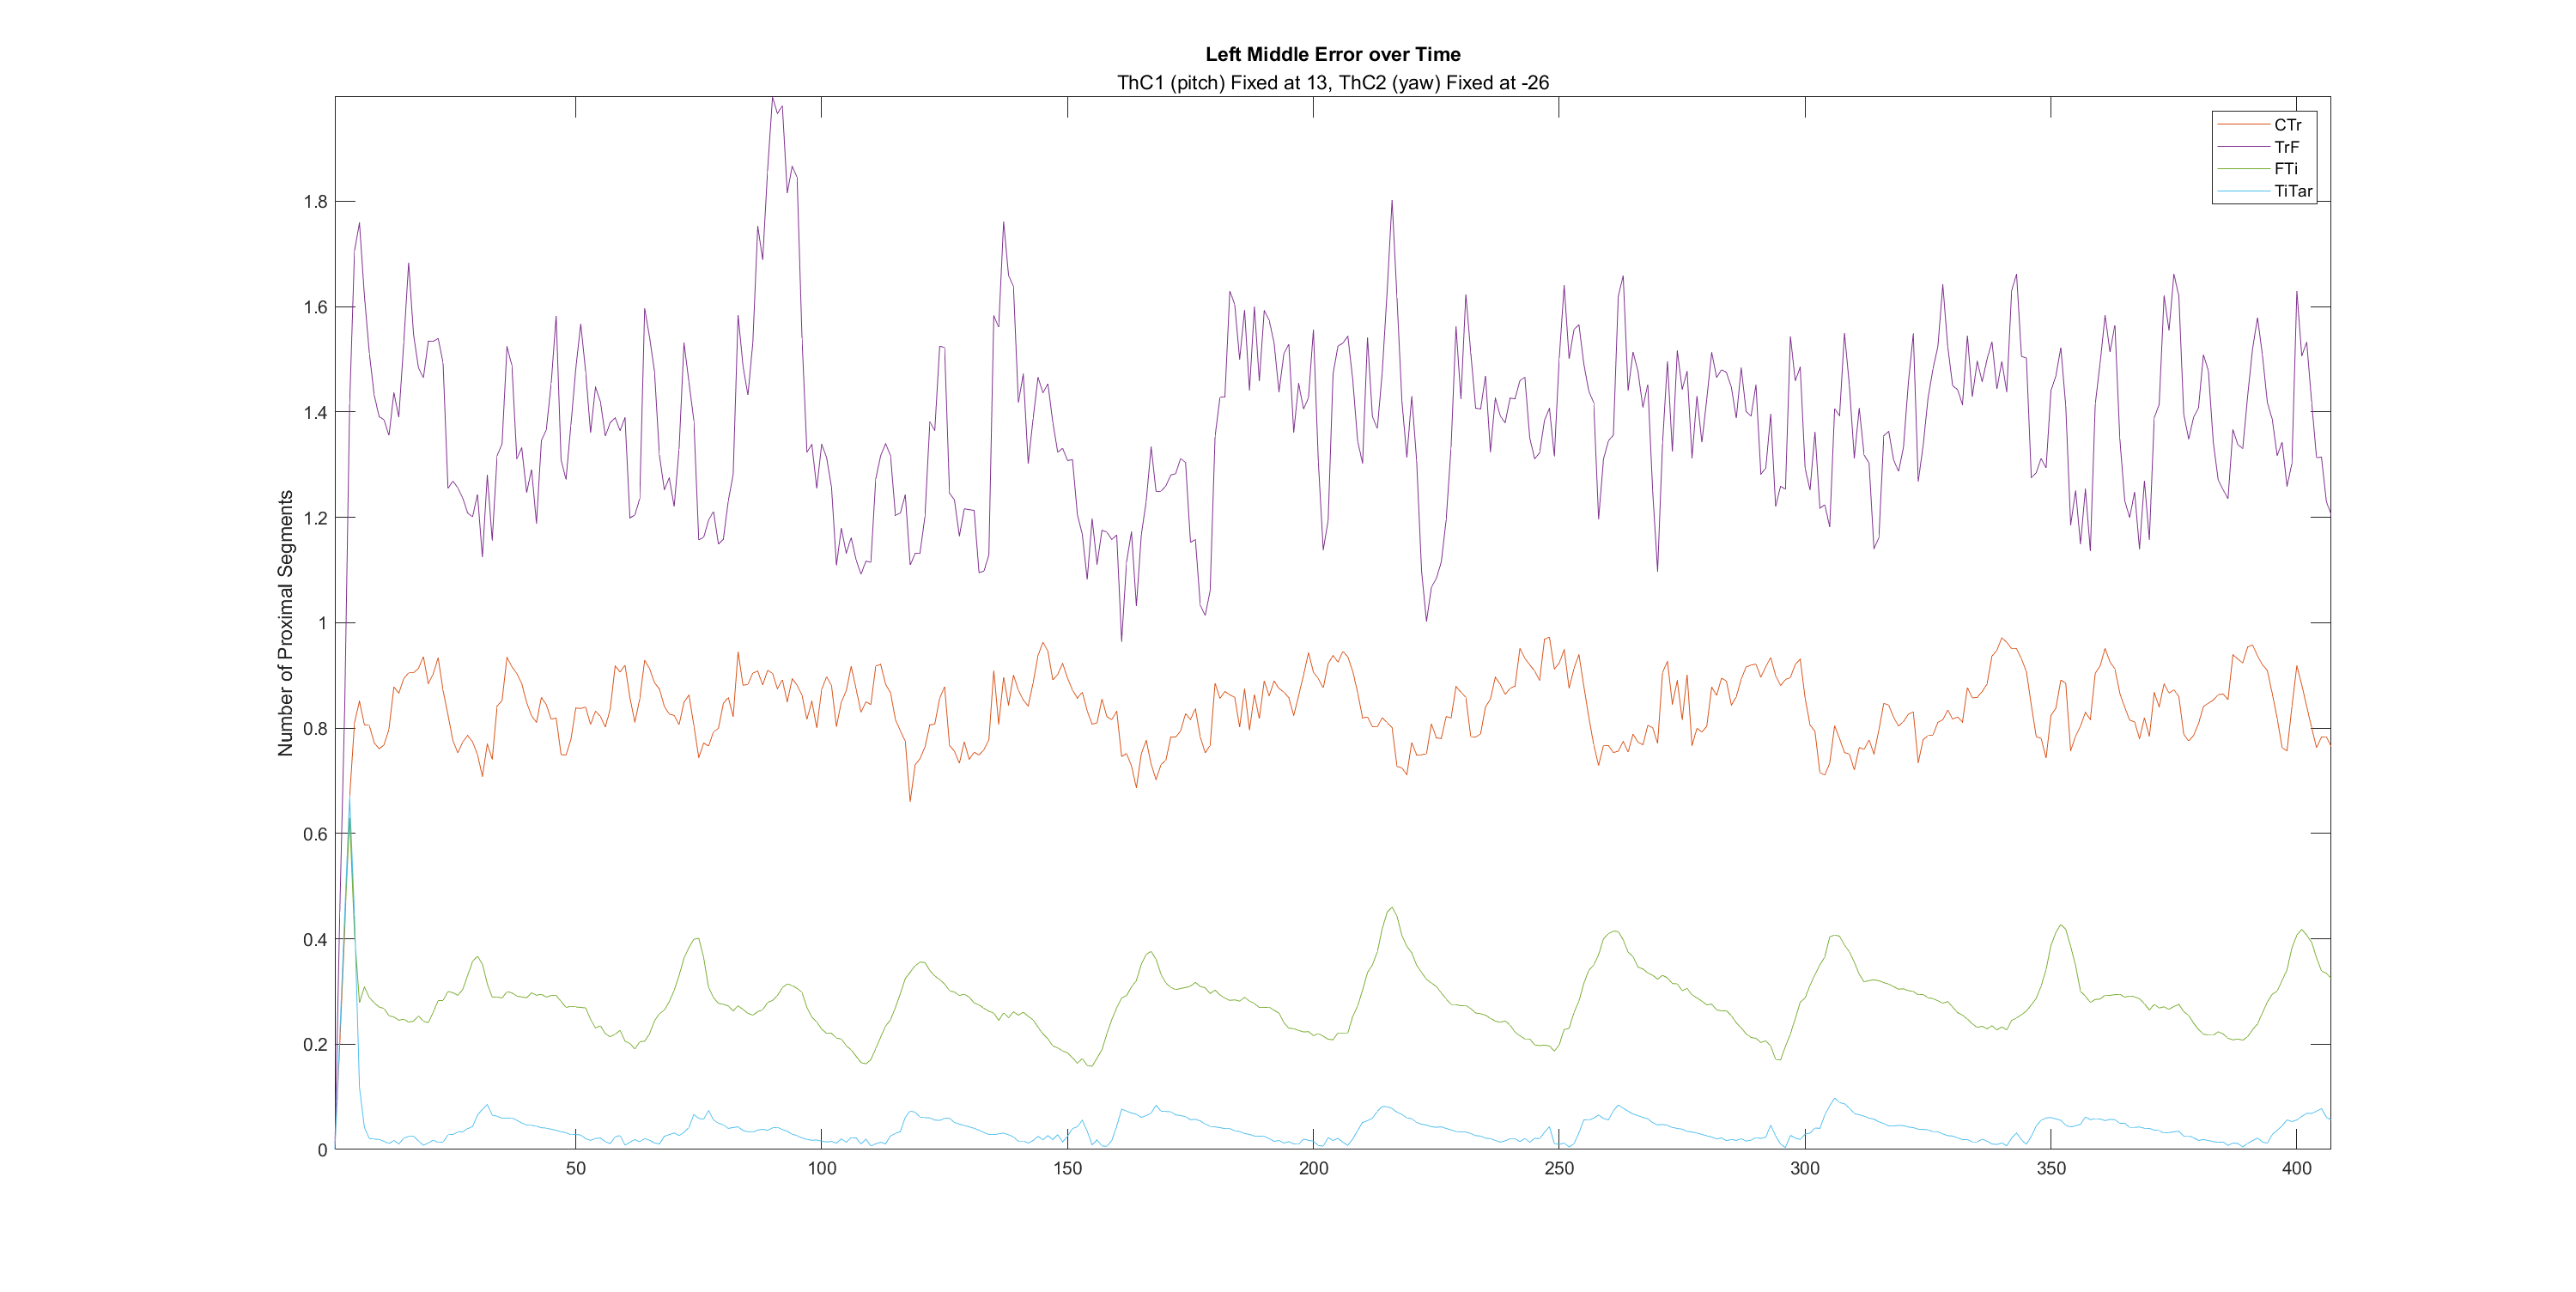 Left Middle Error over Time
ThC1 (pitch) Fixed at 13, ThC2 (yaw) Fixed at -26
CTr
TrF
FTi
TiTar
Number of Proximal Segments
1.8
1.6
1.4
1.2
1
0.8
0.6
0.4
0.2
0
50 100 150 200 250 300 350 400